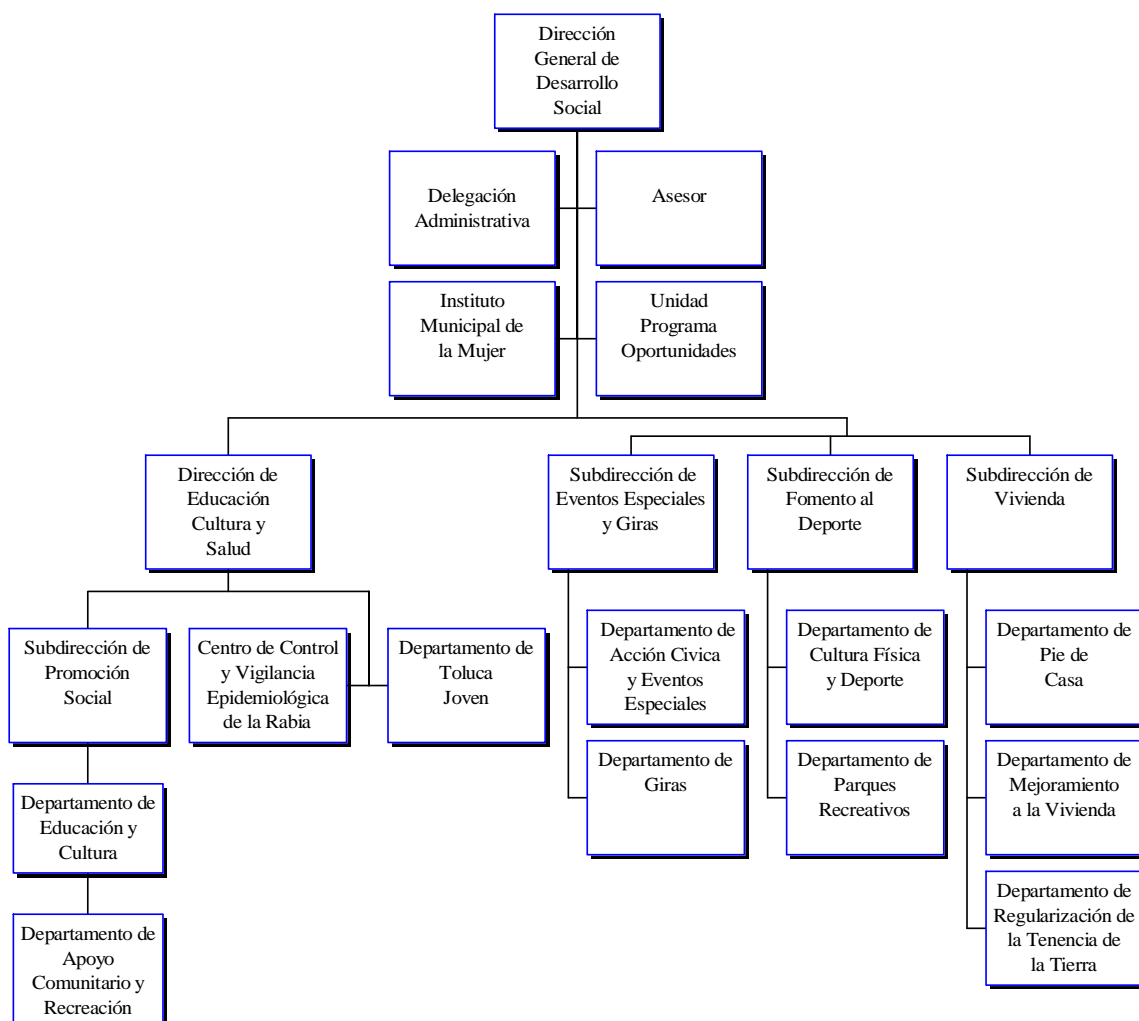 Dirección
General de
Desarrollo
Social
Delegación
Administrativa
Asesor
Instituto
Municipal de
la Mujer
Unidad
Programa
Oportunidades
Dirección de
Educación
Cultura y
Salud
Subdirección de
Eventos Especiales
y Giras
Subdirección de
Fomento al
Deporte
Subdirección de
Vivienda
Subdirección de
Promoción
Social
Centro de Control
y Vigilancia
Epidemiológica
de la Rabia
Departamento de
Toluca
Joven
Departamento de
Acción Civica
y Eventos
Especiales
Departamento de
Cultura Física
y Deporte
Departamento de
Pie de
Casa
Departamento de
Educación y
Cultura
Departamento de
Giras
Departamento de
Parques
Recreativos
Departamento de
Mejoramiento
a la Vivienda
Departamento de
Apoyo
Comunitario y
Recreación
Departamento de
Regularización de
la Tenencia de
la Tierra